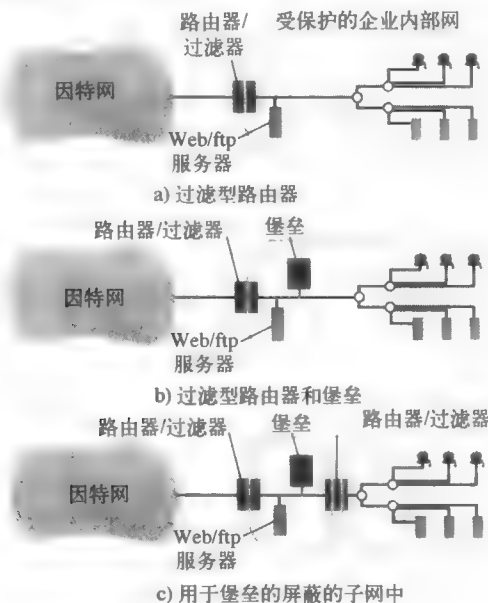 路由器/ 受保护的企业内部网
过滤器
因特网
Web/ftp
服务器
a) 过滤型路由器
路由器/过滤器 堡垒
因特网
Web/ftp
服务器
b) 过滤型路由器和堡垒
路由器/过滤器 堡垒 路由器/过滤器
因特网
Web/ftp
服务器
c) 用于堡垒的屏蔽的子网中